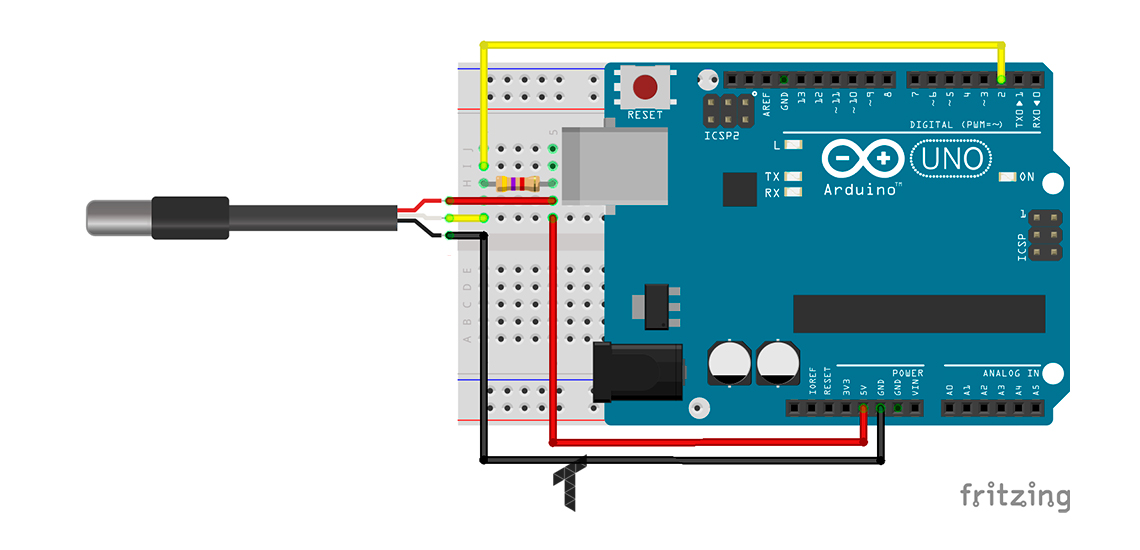 RESET
ICSP2
AREF
GND
13
12
~11
~10
~9
8
7
~6
~5
4
~3
2
TX0▶1
RX0◀0
DIGITAL (PWM=~)
L
TX
RX
UNO
Arduino™
ON
1
ICSP
J
I
H
5
E
D
C
B
A
IOREF
RESET
3V3
5V
GND
GND
VIN
POWER
ANALOG IN
A0
A1
A2
A3
A4
A5
fritzing